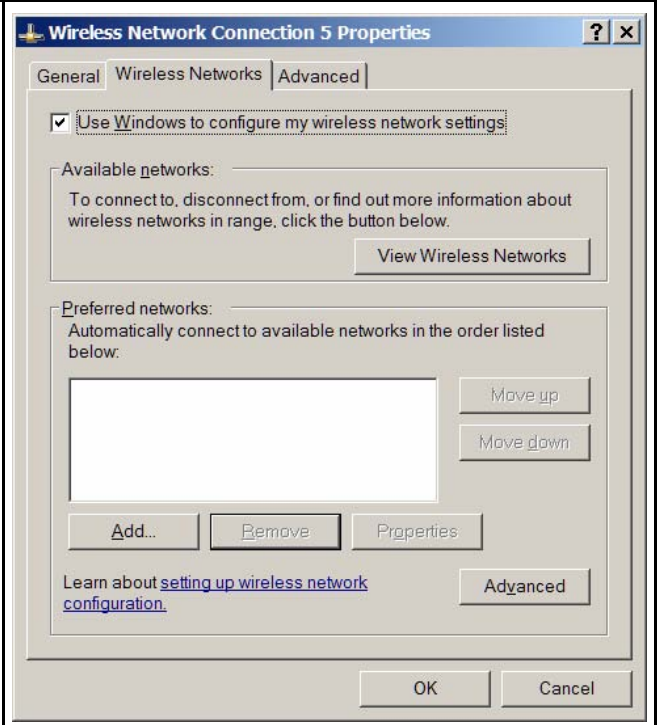 Wireless Network Connection 5 Properties
? ×
General Wireless Networks Advanced
Use Windows to configure my wireless network settings
Available networks:
To connect to, disconnect from, or find out more information about
wireless networks in range, click the button below.
View Wireless Networks
Preferred networks:
Automatically connect to available networks in the order listed
below:
Move up
Move down
Add... Remove Properties
Learn about setting up wireless network
configuration.
Advanced
OK Cancel